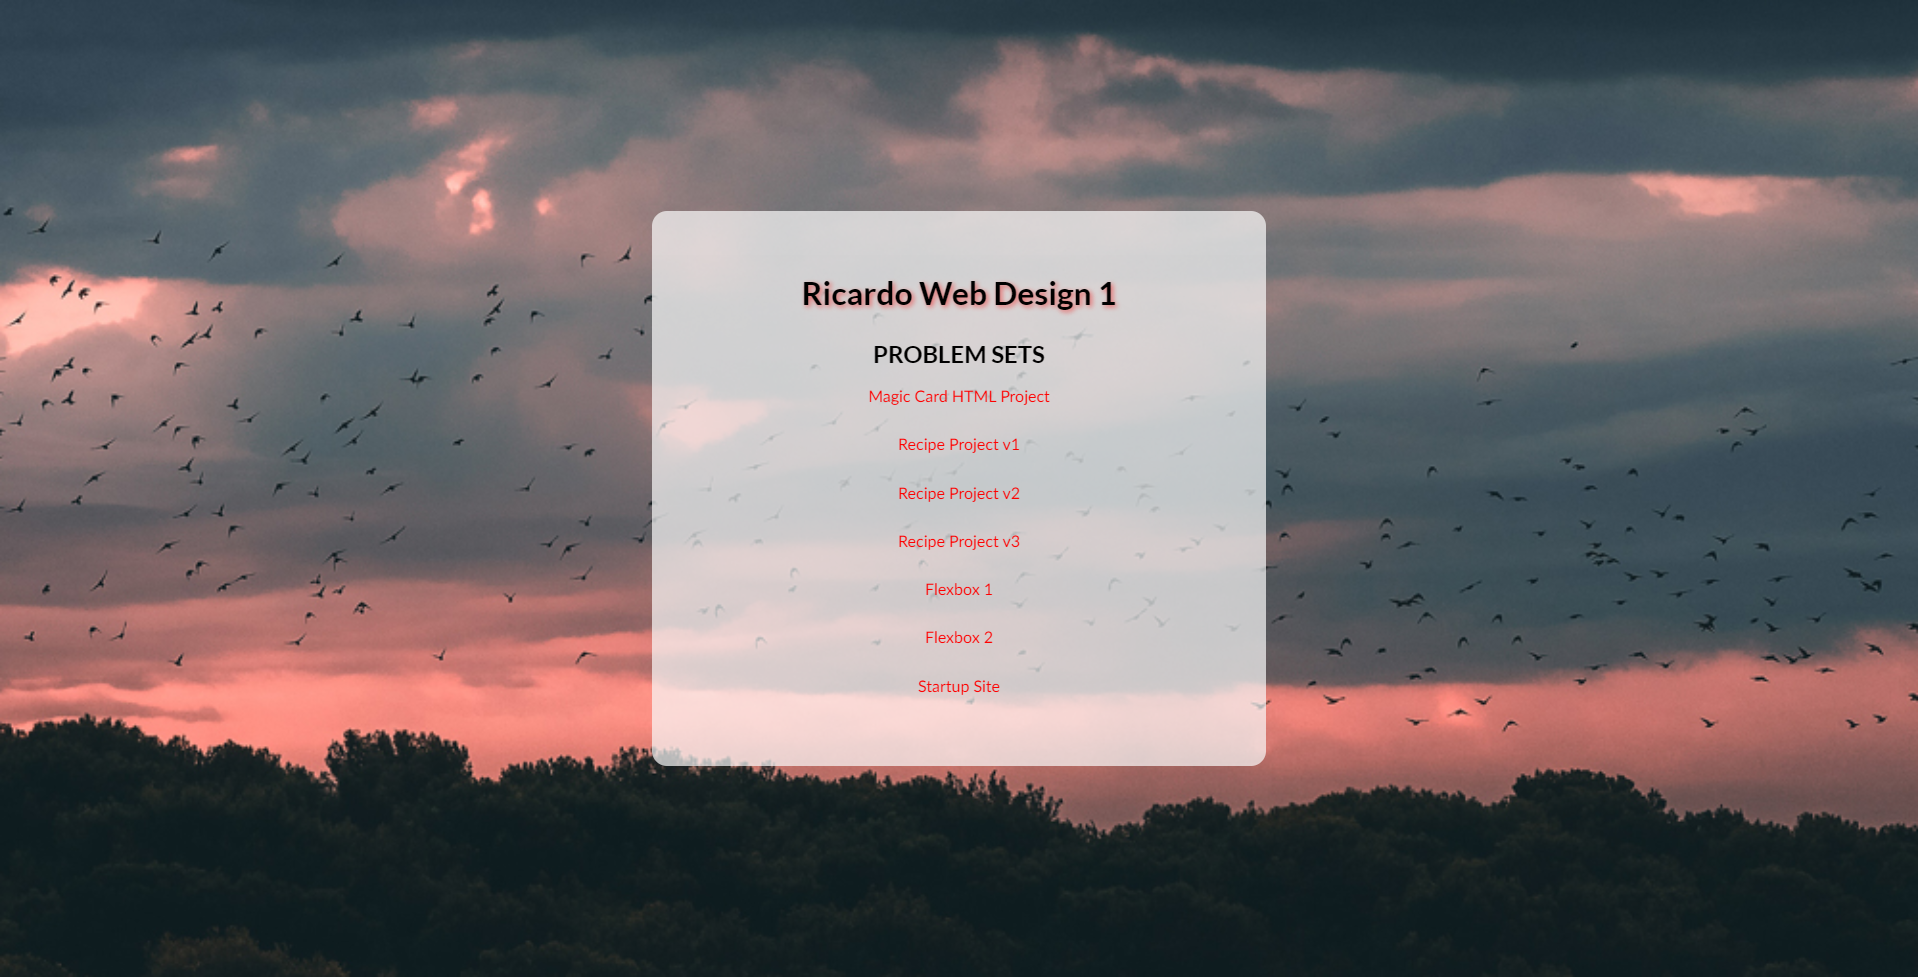 Ricardo Web Design 1
PROBLEM SETS
Magic Card HTML Project
Recipe Project v1
Recipe Project v2
Recipe Project v3
Flexbox 1
Flexbox 2
Startup Site